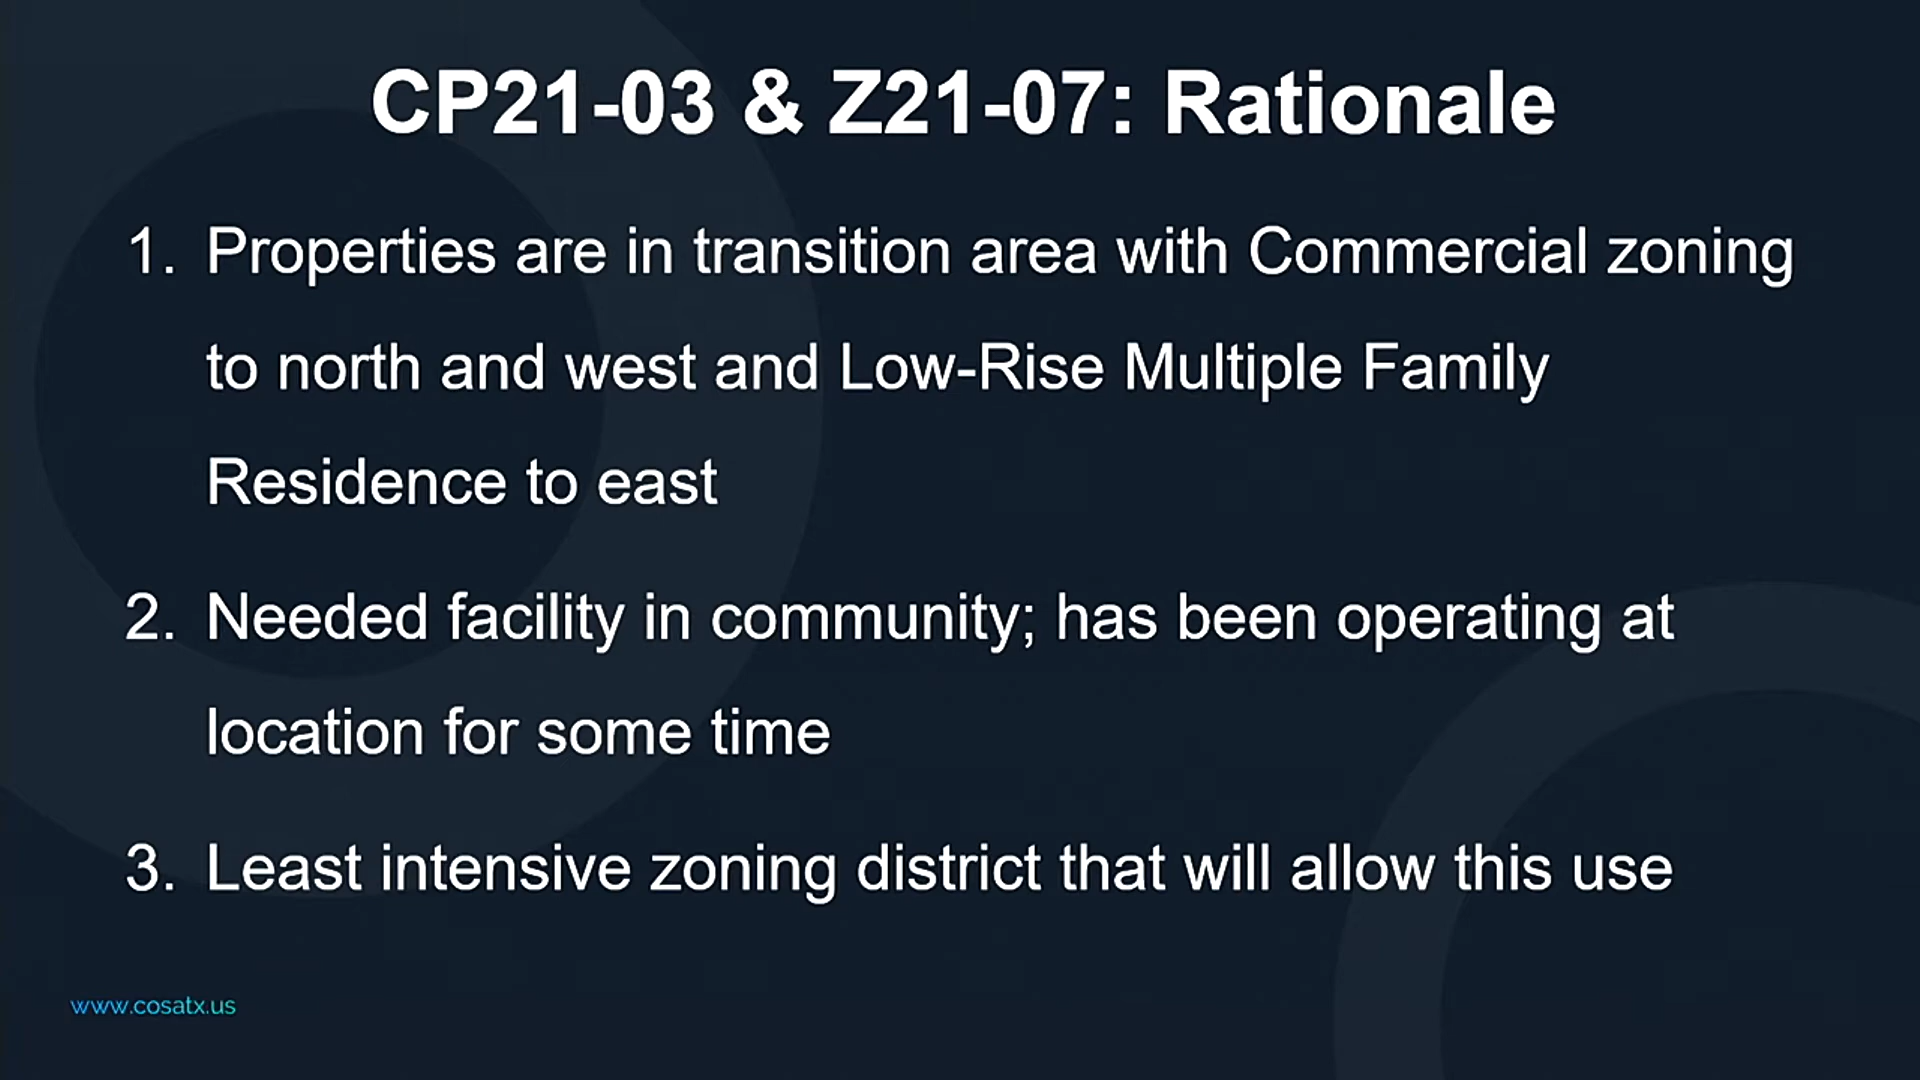 CP21-03 & Z21-07: Rationale
1. Properties are in transition area with Commercial zoning
to north and west and Low-Rise Multiple Family
Residence to east
2. Needed facility in community; has been operating at
location for some time
3. Least intensive zoning district that will allow this use
www.cosatx.us